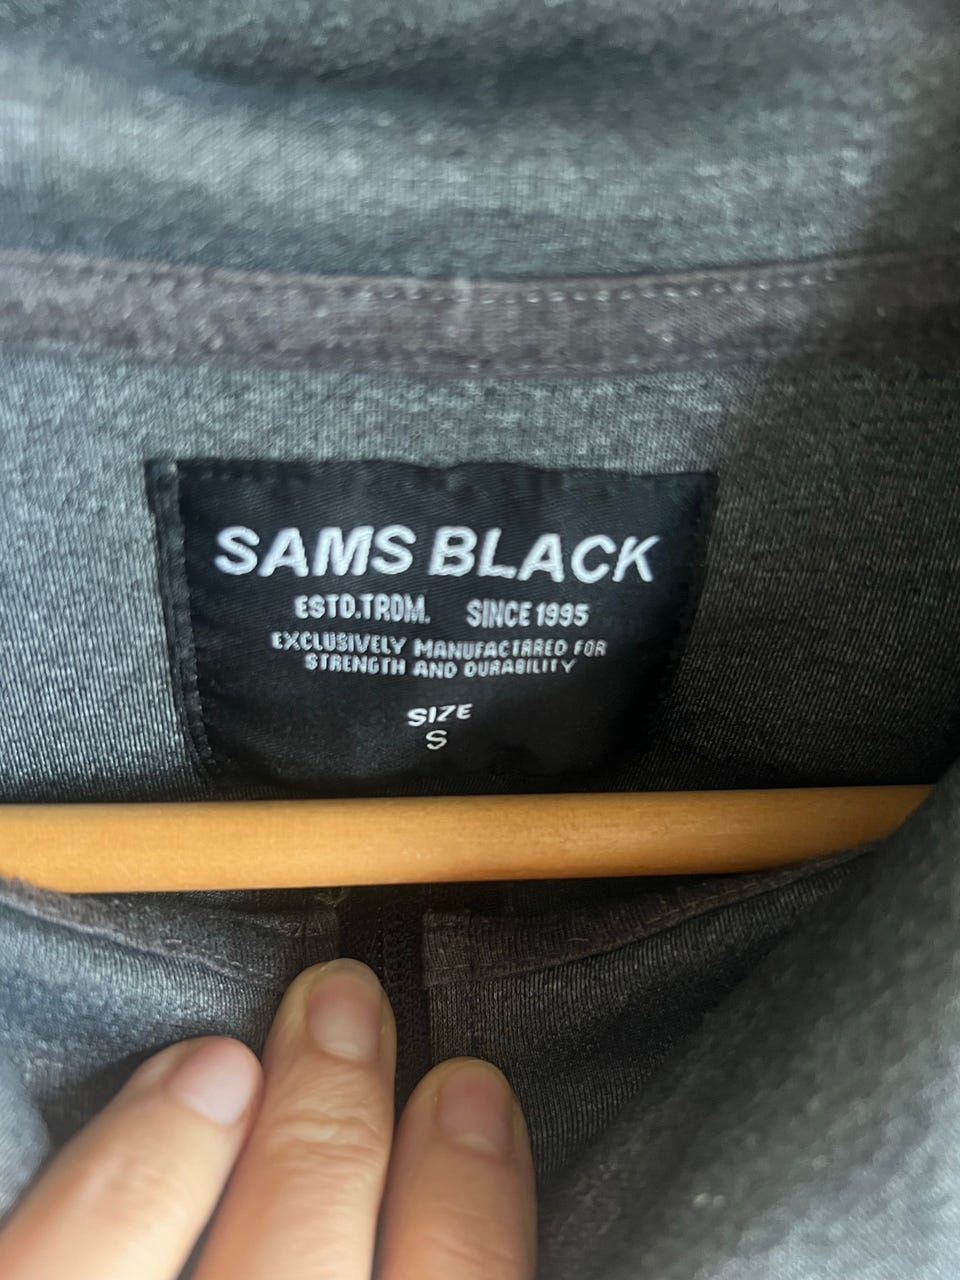 SAMS BLACK
ESTD.TRDM. SINCE 1995
EXCLUSIVELY MANUFACTARED FOR
STRENGTH AND DURABILITY
SIZE
S